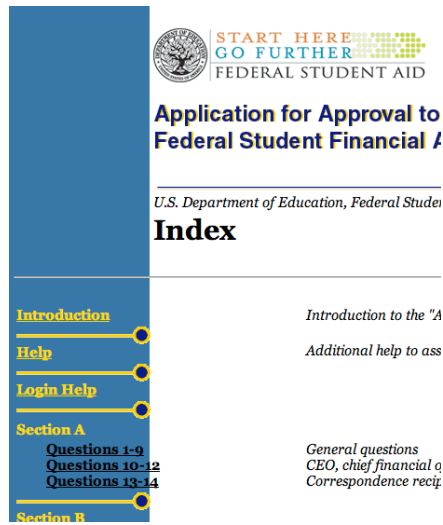 START HERE
GO FURTHER
FEDERAL STUDENT AID
Application for Approval to
Federal Student Financial A
U.S. Department of Education, Federal Studen
Index
Introduction
Introduction to the "A
Help
Additional help to ass
Login Help
Section A
Questions 1-9
General questions
Questions 10-12
CEO, chief financial o
Questions 13-14
Correspondence recip
Section B